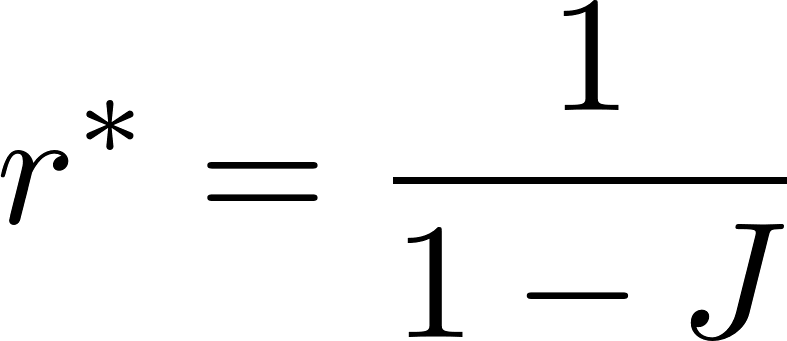 r* = 1 / (1 − J)